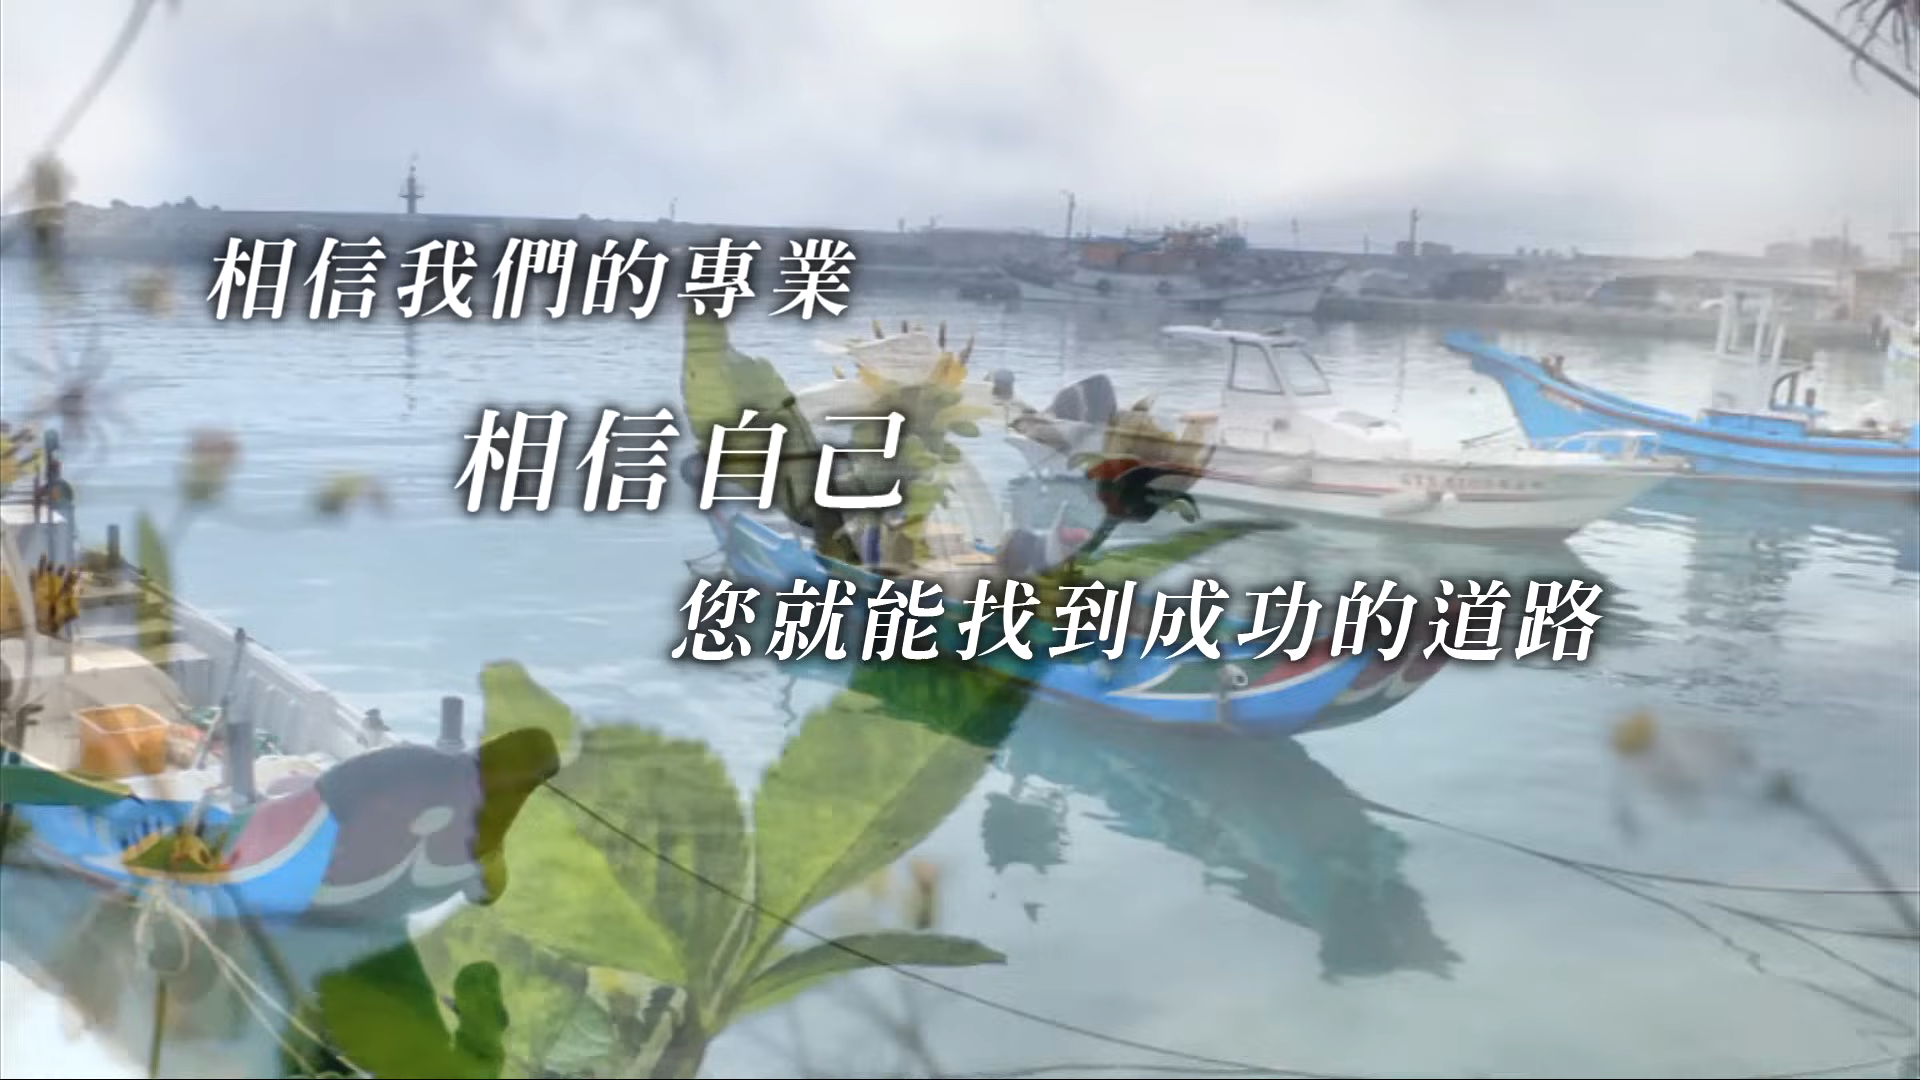 相信我們的專業
相信自己
您就能找到成功的道路